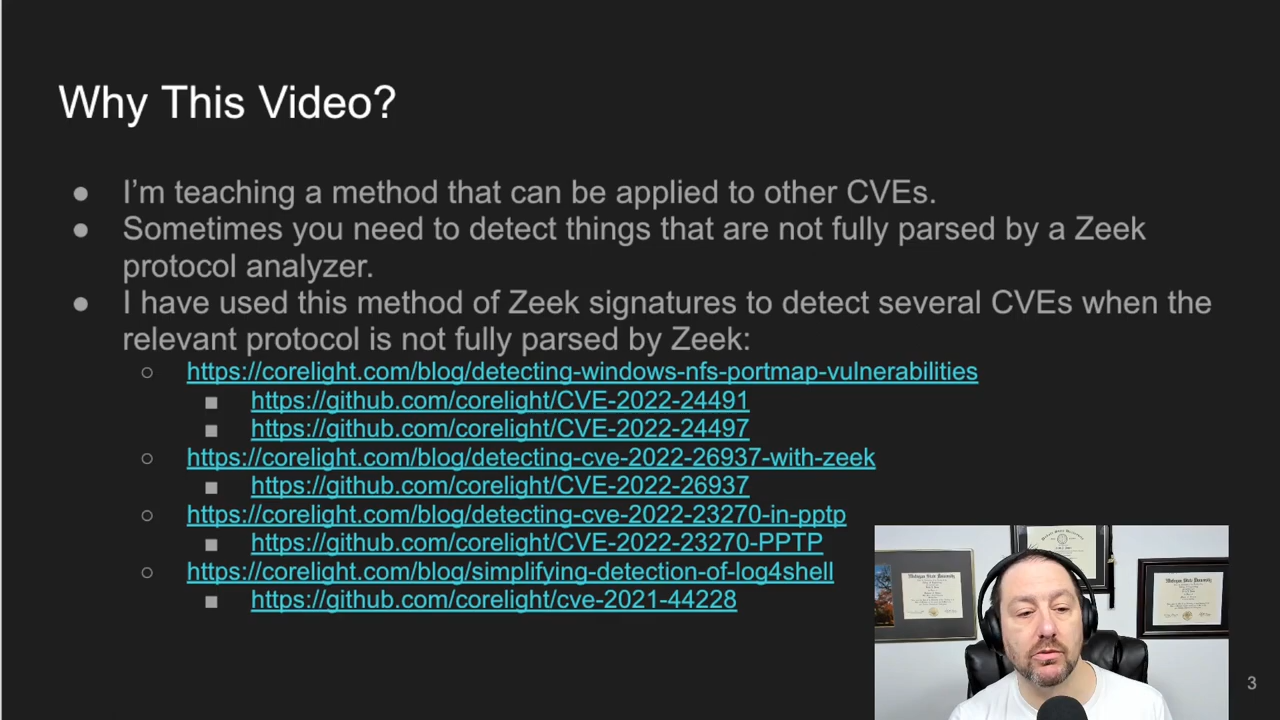 Why This Video?
● I’m teaching a method that can be applied to other CVEs.
● Sometimes you need to detect things that are not fully parsed by a Zeek
protocol analyzer.
● I have used this method of Zeek signatures to detect several CVEs when the
relevant protocol is not fully parsed by Zeek:
○ https://corelight.com/blog/detecting-windows-nfs-portmap-vulnerabilities
■ https://github.com/corelight/CVE-2022-24491
■ https://github.com/corelight/CVE-2022-24497
○ https://corelight.com/blog/detecting-cve-2022-26937-with-zeek
■ https://github.com/corelight/CVE-2022-26937
○ https://corelight.com/blog/detecting-cve-2022-23270-in-pptp
■ https://github.com/corelight/CVE-2022-23270-PPTP
○ https://corelight.com/blog/simplifying-detection-of-log4shell
■ https://github.com/corelight/cve-2021-44228
3